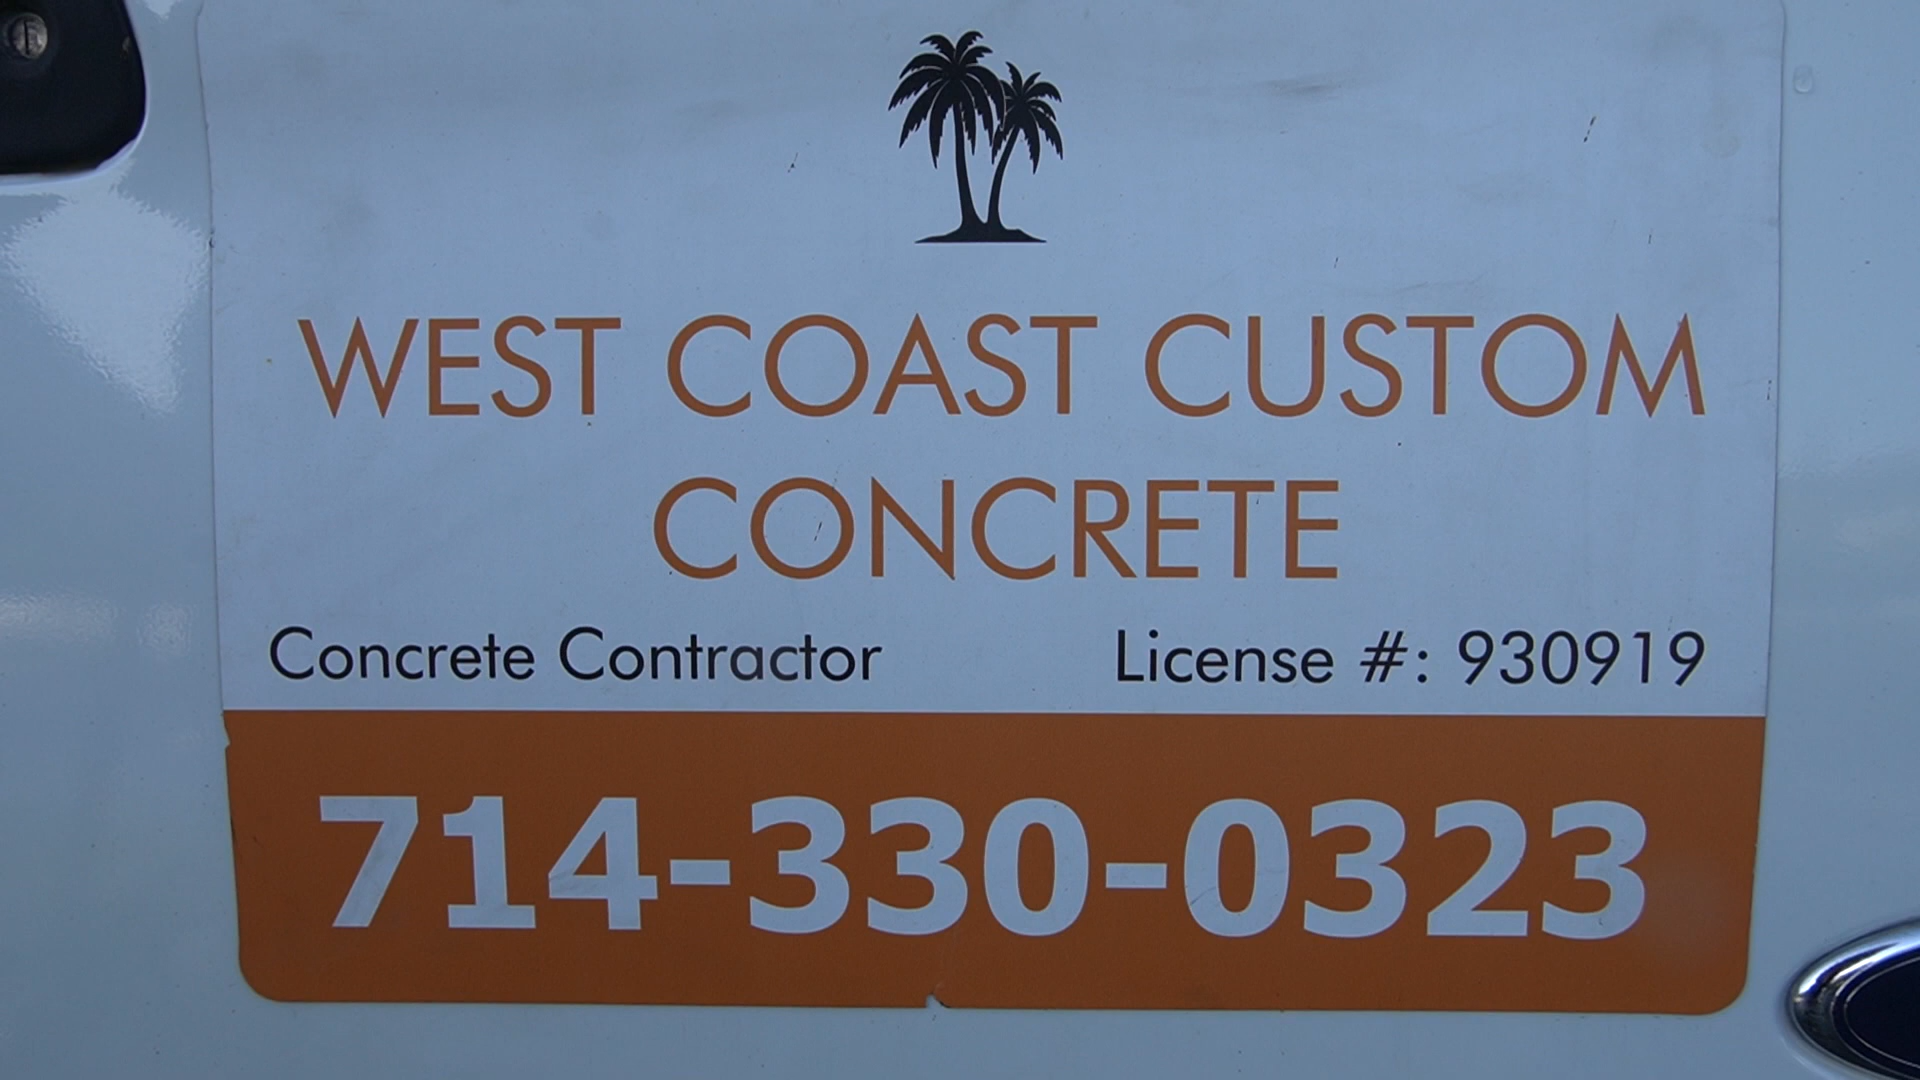 WEST COAST CUSTOM
CONCRETE
Concrete Contractor License #: 930919
714-330-0323